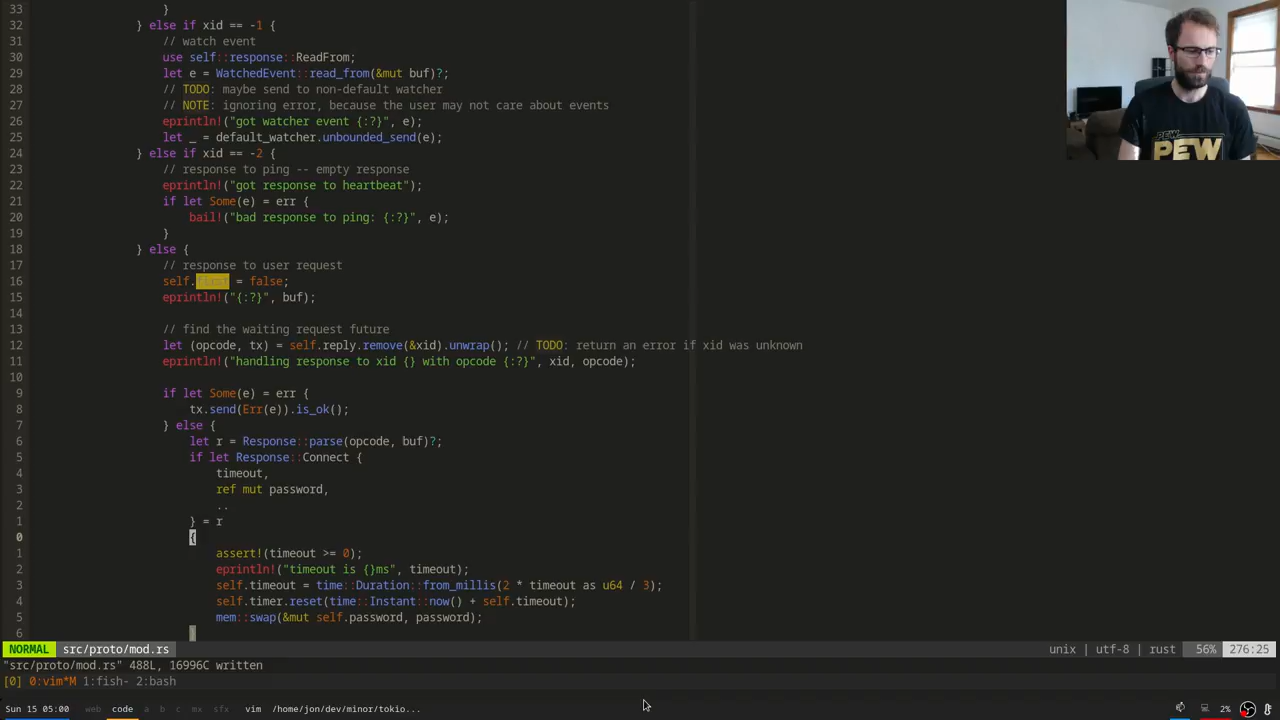 33 }
32 } else if xid == -1 {
31 // watch event
30 use self::response::ReadFrom;
29 let e = WatchedEvent::read_from(&mut buf)?;
28 // TODO: maybe send to non-default watcher
27 // NOTE: ignoring error, because the user may not care about events
26 eprintln!("got watcher event {:?}", e);
25 let _ = default_watcher.unbounded_send(e);
24 } else if xid == -2 {
23 // response to ping -- empty response
22 eprintln!("got response to heartbeat");
21 if let Some(e) = err {
20 bail!("bad response to ping: {:?}", e);
19 }
18 } else {
17 // response to user request
16 self.first = false;
15 eprintln!("{:?}", buf);
14
13 // find the waiting request future
12 let (opcode, tx) = self.reply.remove(&xid).unwrap(); // TODO: return an error if xid was unknown
11 eprintln!("handling response to xid {} with opcode {:?}", xid, opcode);
10
9 if let Some(e) = err {
8 tx.send(Err(e)).is_ok();
7 } else {
6 let r = Response::parse(opcode, buf)?;
5 if let Response::Connect {
4 timeout,
3 ref mut password,
2 ..
1 } = r
0 {
1 assert!(timeout >= 0);
2 eprintln!("timeout is {}ms", timeout);
3 self.timeout = time::Duration::from_millis(2 * timeout as u64 / 3);
4 self.timer.reset(time::Instant::now() + self.timeout);
5 mem::swap(&mut self.password, password);
6 }
NORMAL src/proto/mod.rs unix | utf-8 | rust 56% 276:25
"src/proto/mod.rs" 488L, 16996C written
[0] 0:vim*M 1:fish- 2:bash
Sun 15 05:00 web code a b c mx sfx vim /home/jon/dev/minor/tokio... 2%
PEW
PEW